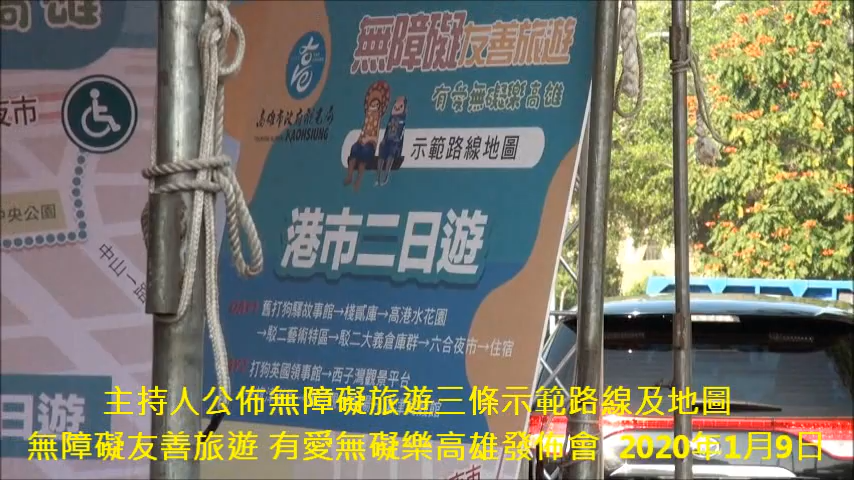 高雄
無障礙友善旅遊
有愛無礙樂高雄
高雄市政府觀光局
KAOHSIUNG
示範路線地圖
夜市
中央公園
中山一路
港市二日遊
舊打狗驛故事館→棧貳庫→高港水花園
→駁二藝術特區→駁二大義倉庫群→六合夜市→住宿
打狗英國領事館→西子灣觀景平台
二日遊
主持人公佈無障礙旅遊三條示範路線及地圖
無障礙友善旅遊 有愛無礙樂高雄發佈會 2020年1月9日